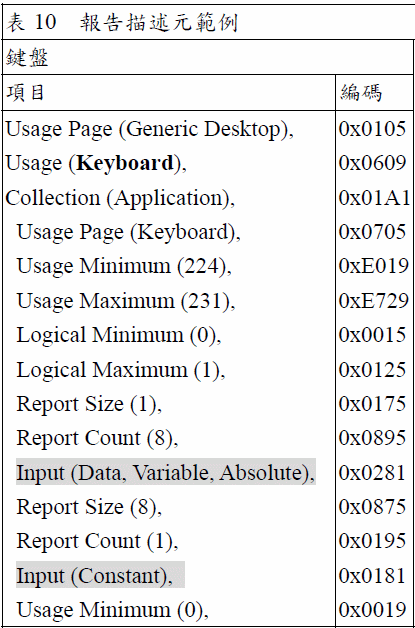 表 10 報告描述元範例
鍵盤
項目 編碼
Usage Page (Generic Desktop), 0x0105
Usage (Keyboard), 0x0609
Collection (Application), 0x01A1
Usage Page (Keyboard), 0x0705
Usage Minimum (224), 0xE019
Usage Maximum (231), 0xE729
Logical Minimum (0), 0x0015
Logical Maximum (1), 0x0125
Report Size (1), 0x0175
Report Count (8), 0x0895
Input (Data, Variable, Absolute), 0x0281
Report Size (8), 0x0875
Report Count (1), 0x0195
Input (Constant), 0x0181
Usage Minimum (0), 0x0019